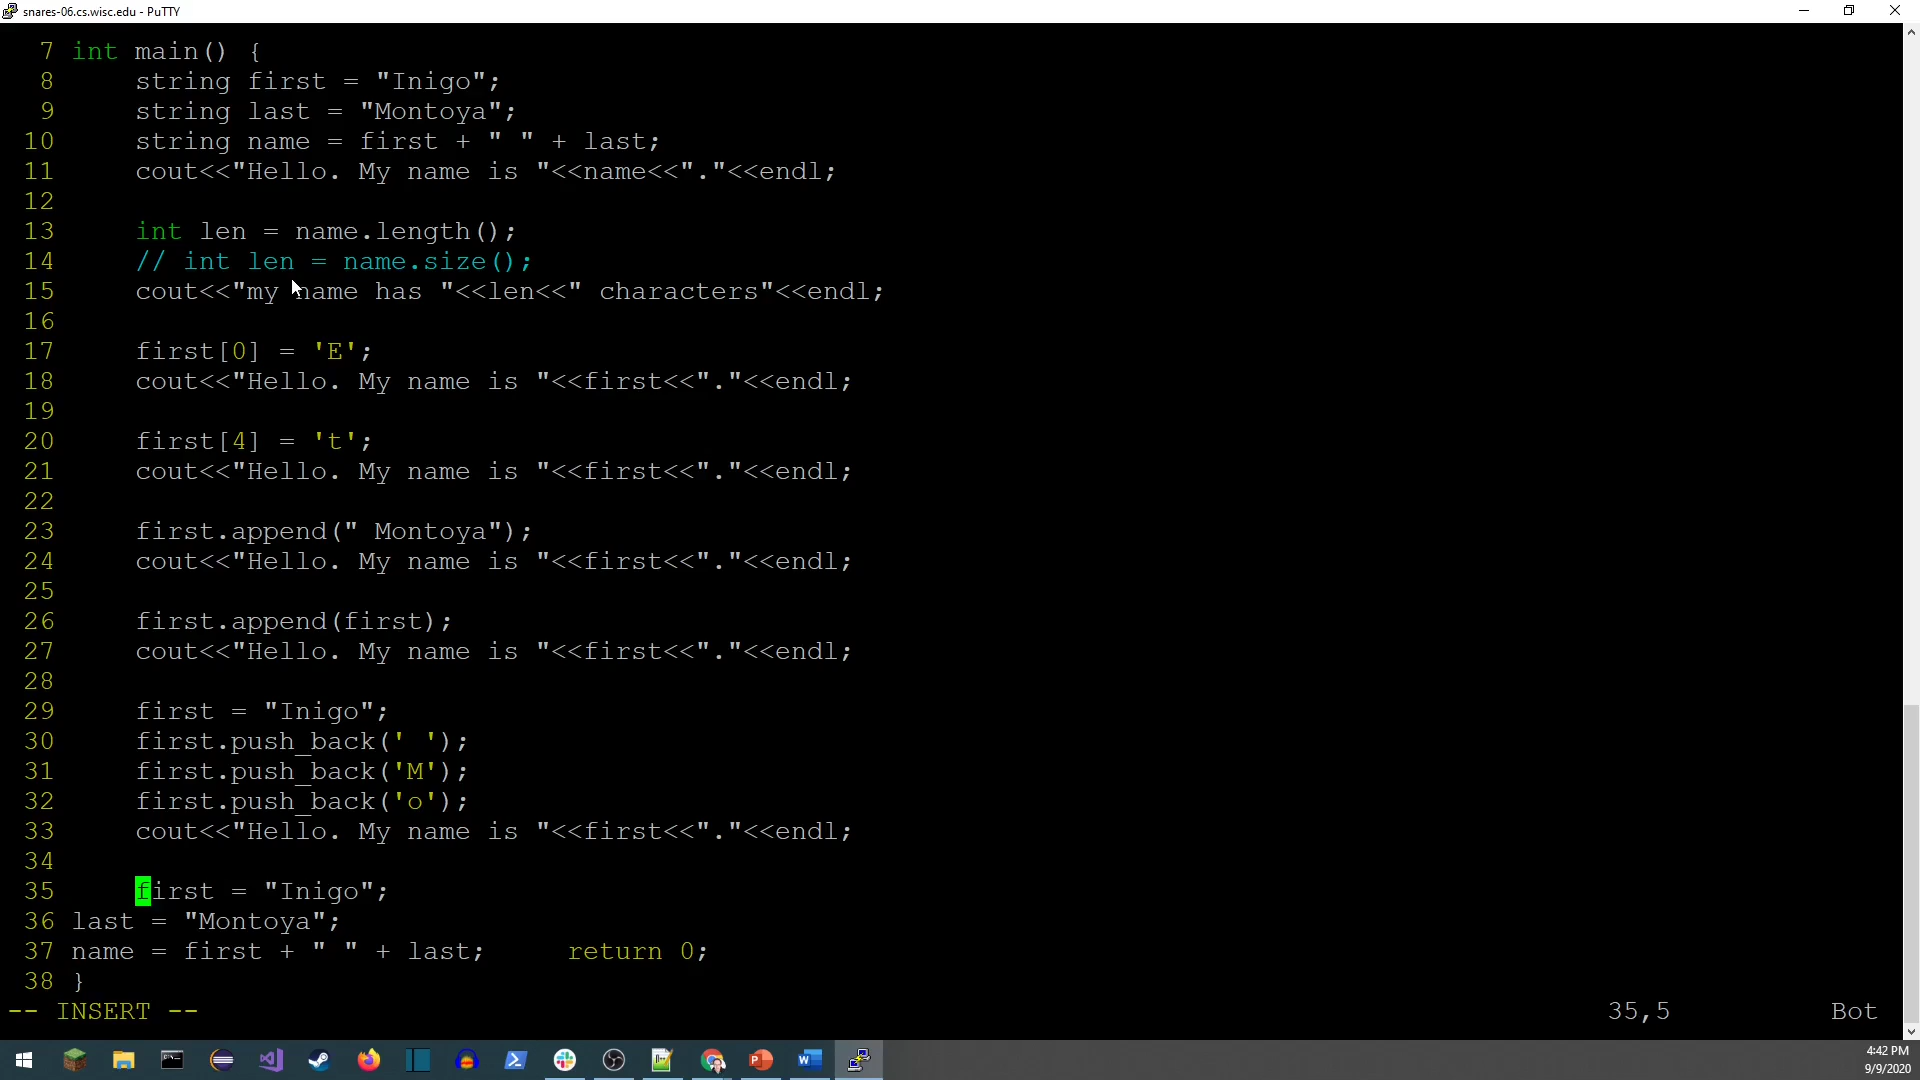 snares-06.cs.wisc.edu - PuTTY
7 int main() {
8     string first = "Inigo";
9     string last = "Montoya";
10     string name = first + " " + last;
11     cout<<"Hello. My name is "<<name<<"."<<endl;
12
13     int len = name.length();
14     // int len = name.size();
15     cout<<"my name has "<<len<<" characters"<<endl;
16
17     first[0] = 'E';
18     cout<<"Hello. My name is "<<first<<"."<<endl;
19
20     first[4] = 't';
21     cout<<"Hello. My name is "<<first<<"."<<endl;
22
23     first.append(" Montoya");
24     cout<<"Hello. My name is "<<first<<"."<<endl;
25
26     first.append(first);
27     cout<<"Hello. My name is "<<first<<"."<<endl;
28
29     first = "Inigo";
30     first.push_back(' ');
31     first.push_back('M');
32     first.push_back('o');
33     cout<<"Hello. My name is "<<first<<"."<<endl;
34
35     first = "Inigo";
36 last = "Montoya";
37 name = first + " " + last;     return 0;
38 }
-- INSERT --     35,5     Bot
4:42 PM
9/9/2020